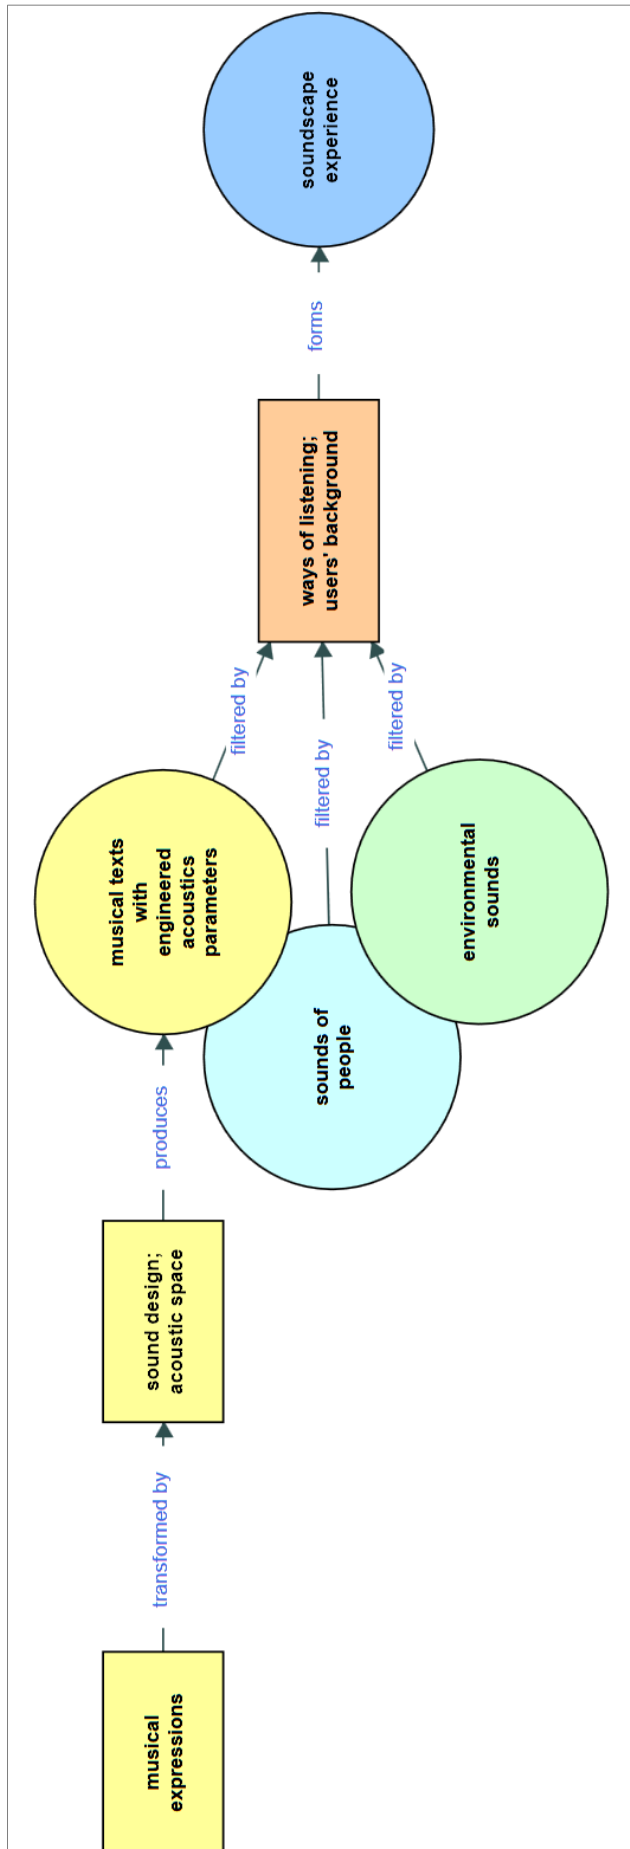 musical
expressions
transformed by
sound design;
acoustic space
produces
musical texts
with
engineered
acoustics
parameters
sounds of
people
environmental
sounds
filtered by
filtered by
filtered by
ways of listening;
users' background
forms
soundscape
experience